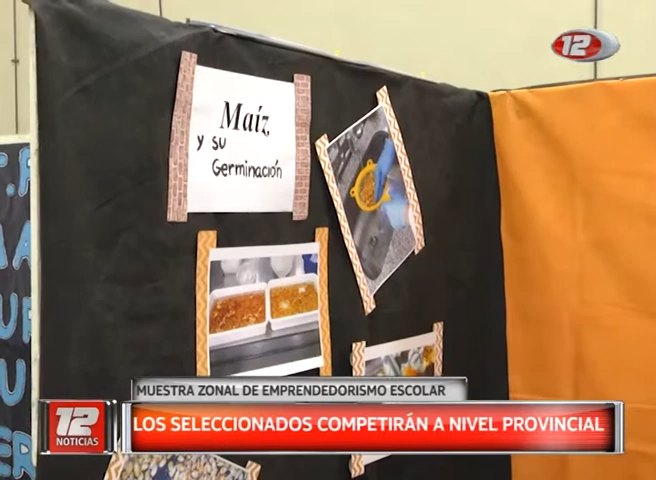 12
Maíz
y su
Germinación
MUESTRA ZONAL DE EMPRENDEDORISMO ESCOLAR
12
NOTICIAS
LOS SELECCIONADOS COMPETIRÁN A NIVEL PROVINCIAL